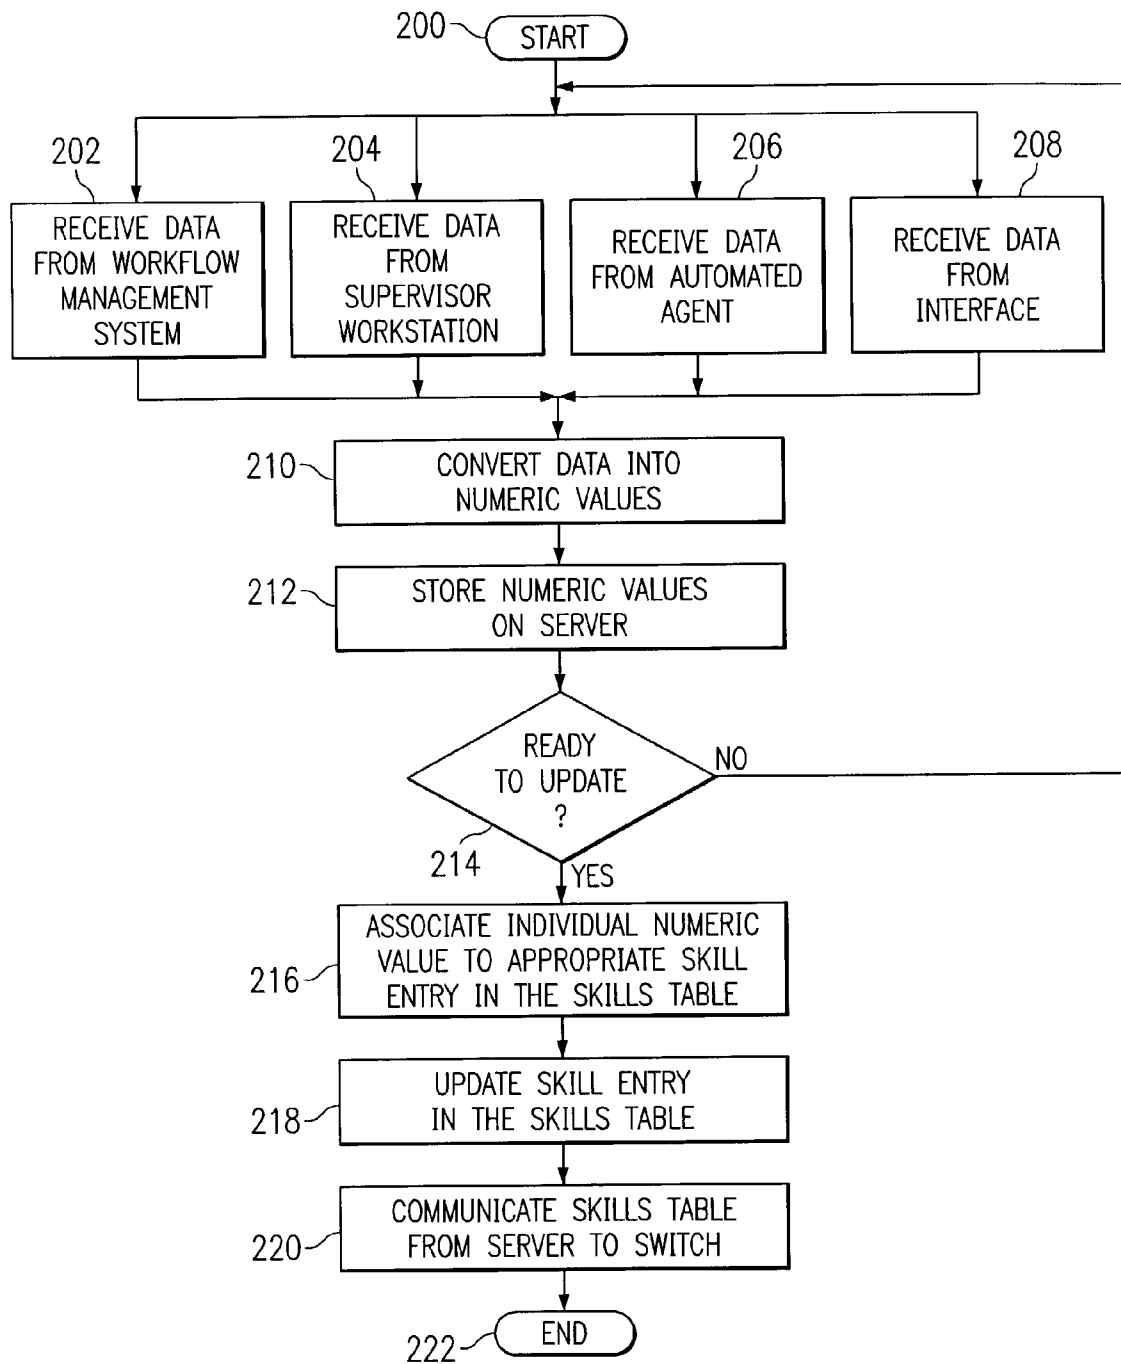 200
START
202
204
206
208
RECEIVE DATA
FROM WORKFLOW
MANAGEMENT
SYSTEM
RECEIVE DATA
FROM
SUPERVISOR
WORKSTATION
RECEIVE DATA
FROM AUTOMATED
AGENT
RECEIVE DATA
FROM
INTERFACE
210
CONVERT DATA INTO
NUMERIC VALUES
212
STORE NUMERIC VALUES
ON SERVER
READY
TO UPDATE
?
NO
214
YES
216
ASSOCIATE INDIVIDUAL NUMERIC
VALUE TO APPROPRIATE SKILL
ENTRY IN THE SKILLS TABLE
218
UPDATE SKILL ENTRY
IN THE SKILLS TABLE
220
COMMUNICATE SKILLS TABLE
FROM SERVER TO SWITCH
222
END